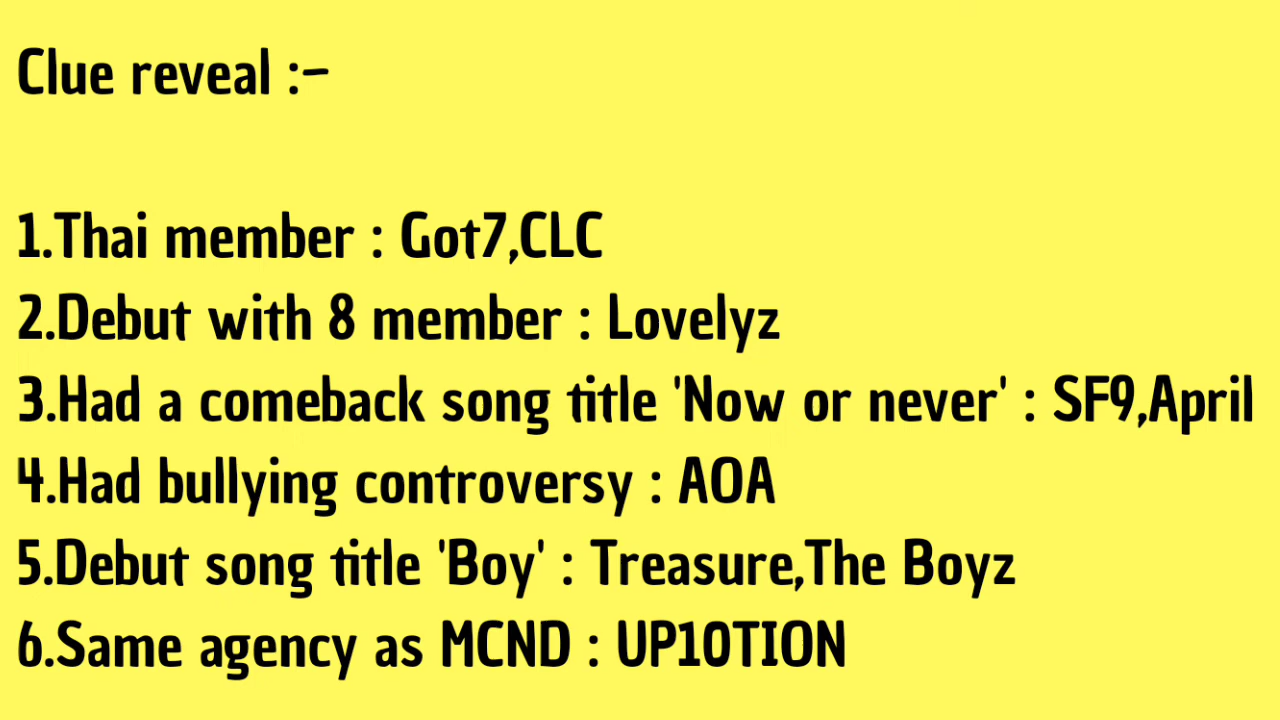 Clue reveal :-
1.Thai member : Got7,CLC
2.Debut with 8 member : Lovelyz
3.Had a comeback song title 'Now or never' : SF9,April
4.Had bullying controversy : AOA
5.Debut song title 'Boy' : Treasure,The Boyz
6.Same agency as MCND : UP10TION